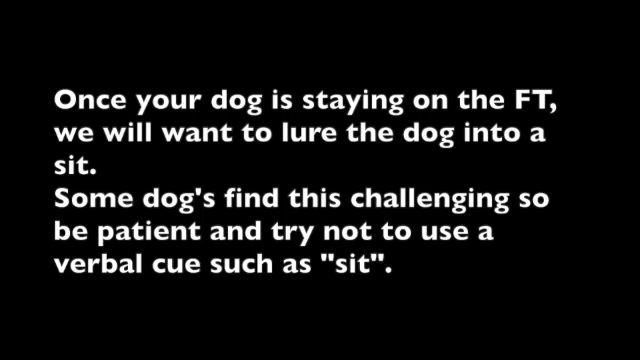 Once your dog is staying on the FT,
we will want to lure the dog into a
sit.
Some dog's find this challenging so
be patient and try not to use a
verbal cue such as "sit".